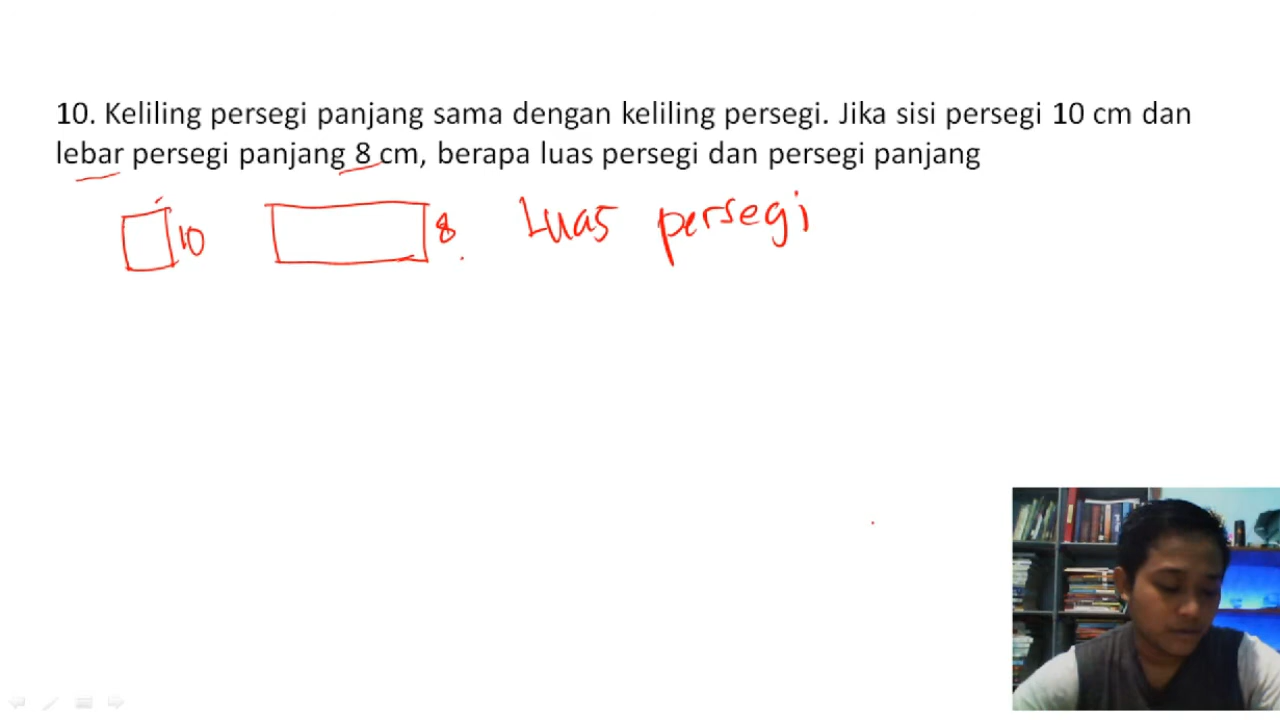 10. Keliling persegi panjang sama dengan keliling persegi. Jika sisi persegi 10 cm dan
lebar persegi panjang 8 cm, berapa luas persegi dan persegi panjang
10 8 Luas persegi